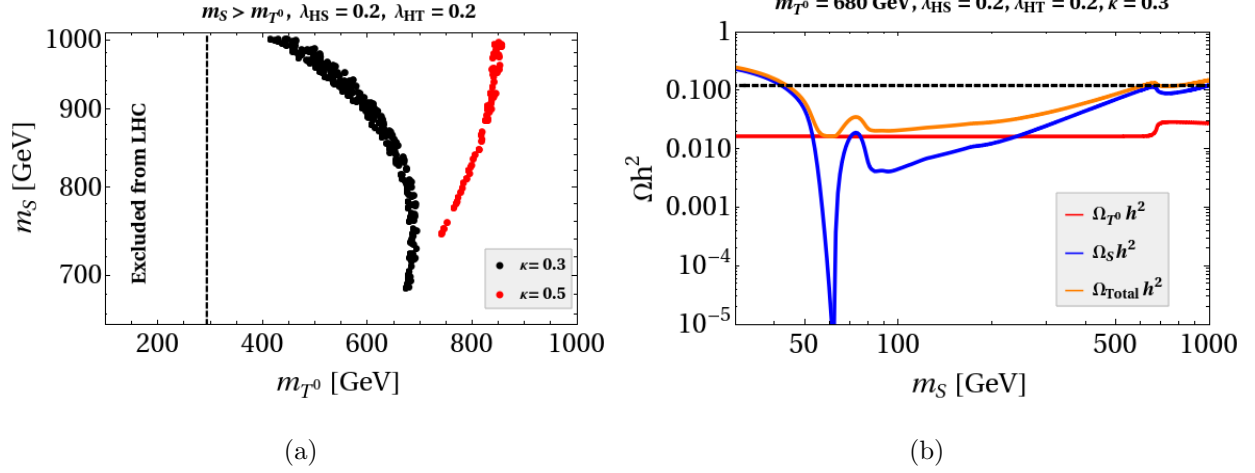 m_S > m_{T^0}, λ_HS = 0.2, λ_HT = 0.2
1000
900
800
700
m_S [GeV]
Excluded from LHC
κ = 0.3
κ = 0.5
200 400 600 800 1000
m_{T^0} [GeV]
(a)
m_{T^0} = 680 GeV, λ_HS = 0.2, λ_HT = 0.2, κ = 0.3
1
0.100
0.010
0.001
10^{-4}
10^{-5}
Ωh^2
Ω_{T^0} h^2
Ω_S h^2
Ω_Total h^2
50 100 500 1000
m_S [GeV]
(b)